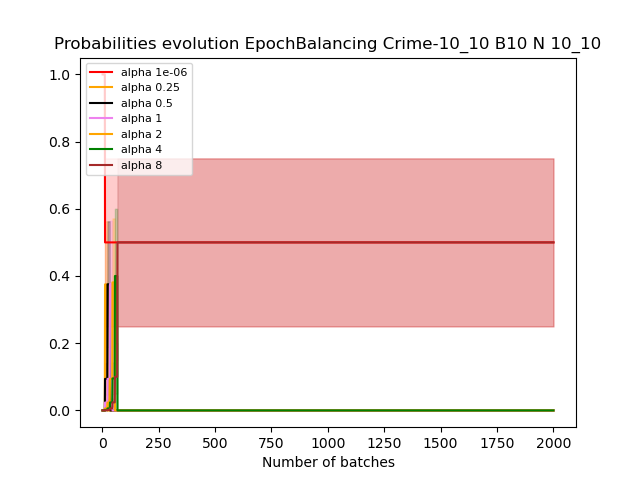 Probabilities evolution EpochBalancing Crime-10_10 B10 N 10_10
1.0
0.8
0.6
0.4
0.2
0.0
alpha 1e-06
alpha 0.25
alpha 0.5
alpha 1
alpha 2
alpha 4
alpha 8
0 250 500 750 1000 1250 1500 1750 2000
Number of batches